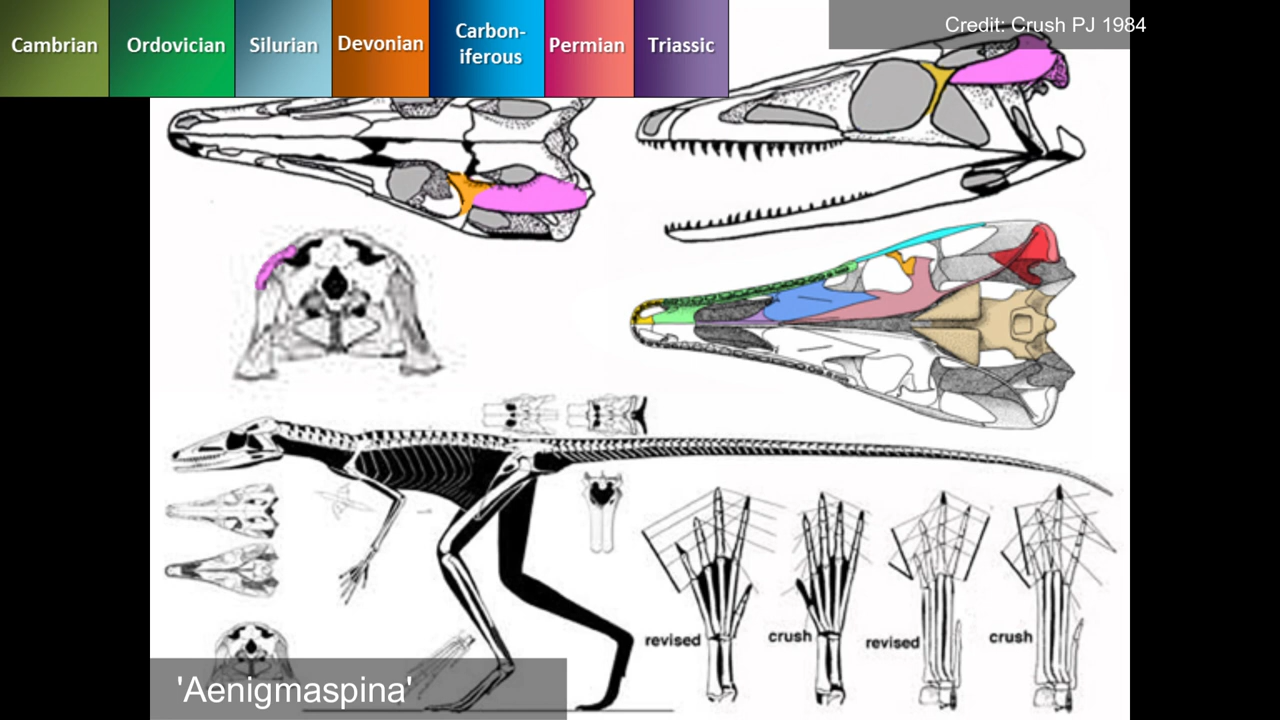 Credit: Crush PJ 1984
Cambrian
Ordovician
Silurian
Devonian
Carbon-
iferous
Permian
Triassic
revised
crush
revised
crush
'Aenigmaspina'